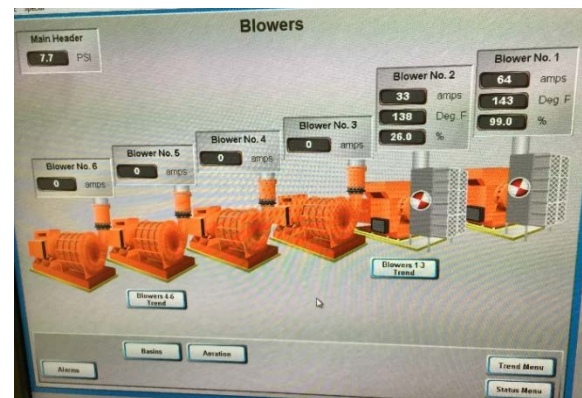 Special
Blowers
Main Header
7.7 PSI
Blower No. 1
64 amps
143 Deg. F
99.0 %
Blower No. 2
33 amps
138 Deg. F
26.0 %
Blower No. 3
0 amps
Blower No. 4
0 amps
Blower No. 5
0 amps
Blower No. 6
0 amps
Blowers 1-3
Trend
Blowers 4-6
Trend
Basins
Aeration
Alarms
Trend Menu
Status Menu